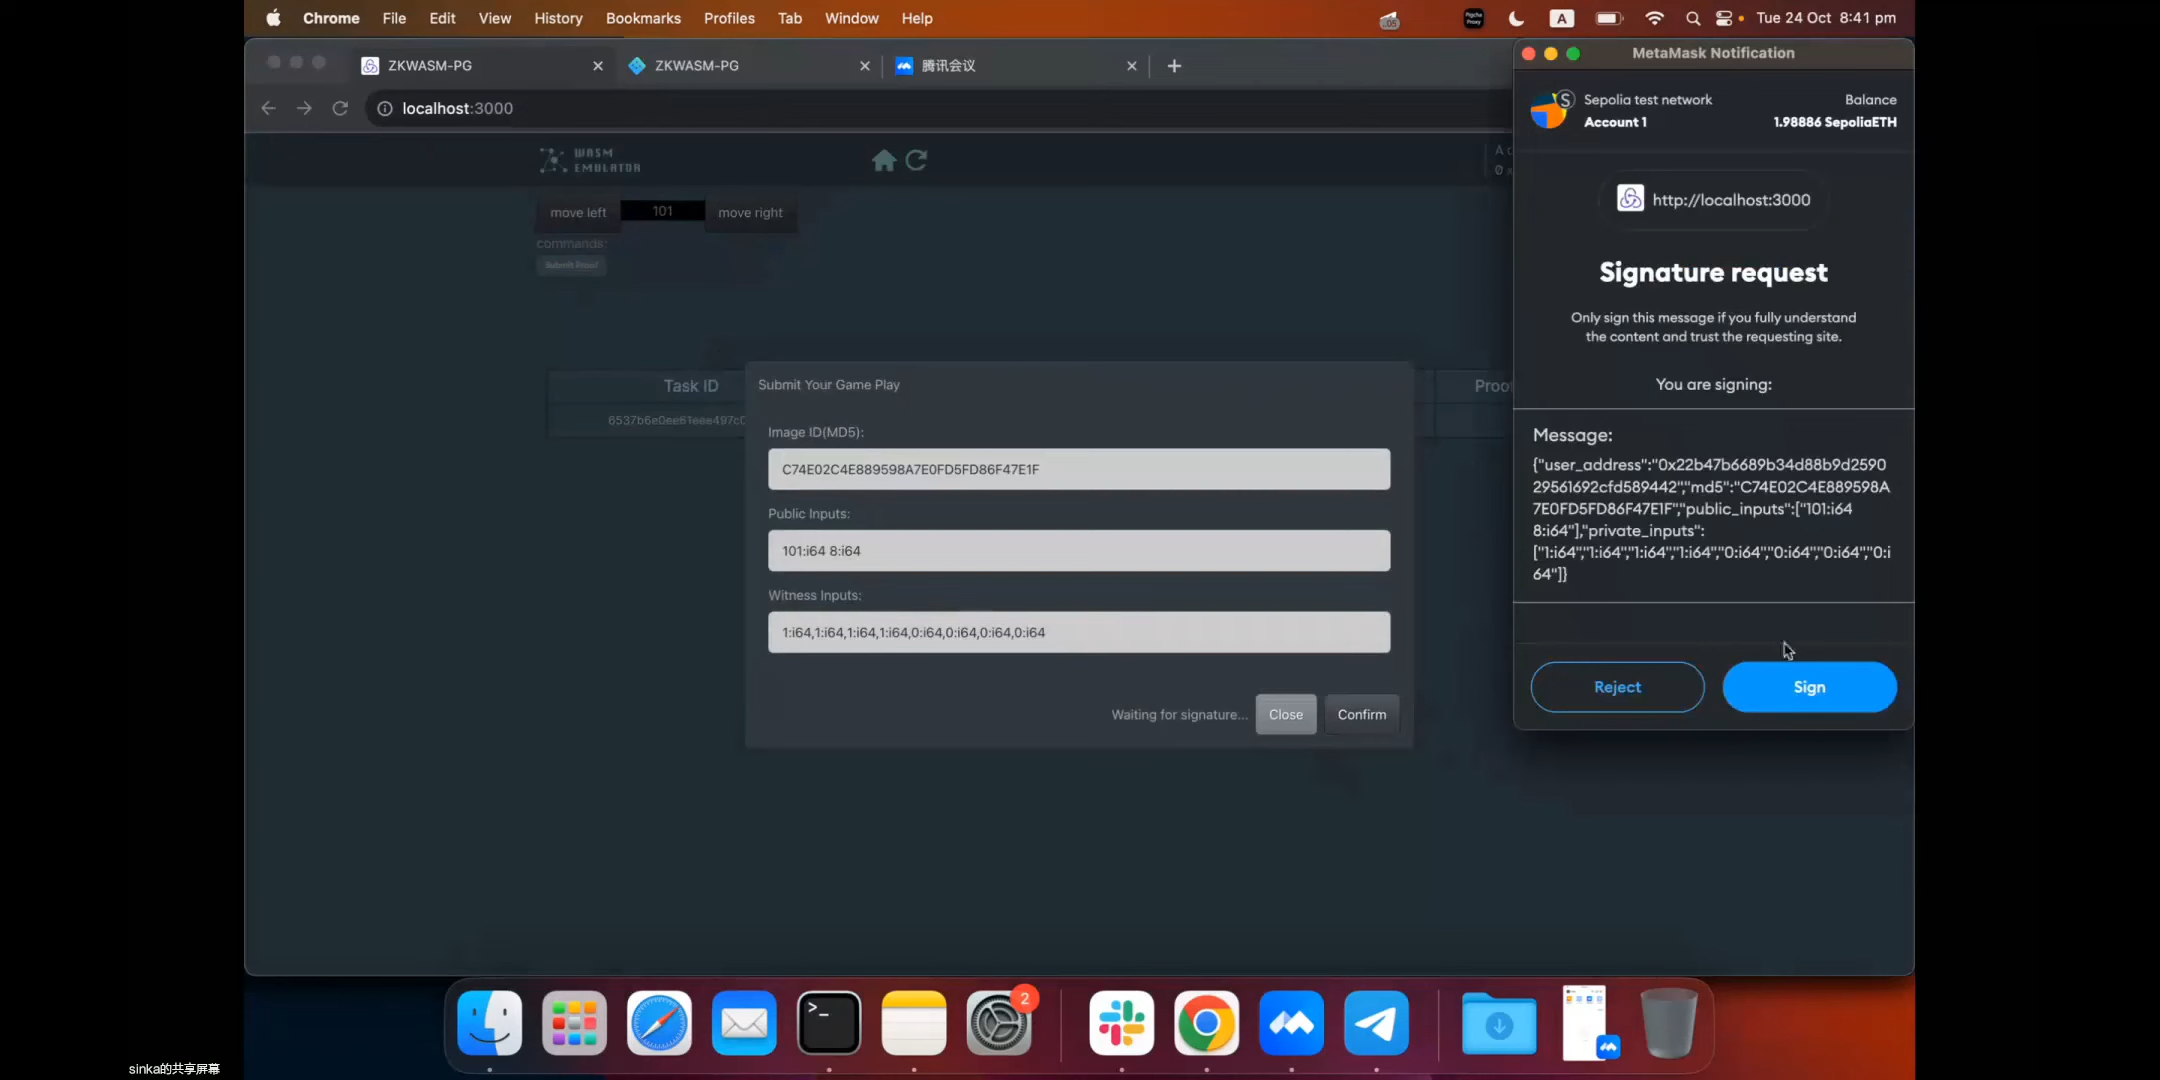 Chrome File Edit View History Bookmarks Profiles Tab Window Help
A
Tue 24 Oct 8:41 pm
ZKWASM-PG
ZKWASM-PG
腾讯会议
localhost:3000
WASM
EMULATOR
move left
101
move right
commands:
Submit Proof
Task ID
6537b6e0ee61eee497c
Submit Your Game Play
Image ID(MD5):
C74E02C4E889598A7E0FD5FD86F47E1F
Public Inputs:
101:i64 8:i64
Witness Inputs:
1:i64,1:i64,1:i64,1:i64,0:i64,0:i64,0:i64,0:i64
Waiting for signature...
Close
Confirm
MetaMask Notification
S
Sepolia test network
Balance
Account 1
1.98886 SepoliaETH
http://localhost:3000
Signature request
Only sign this message if you fully understand
the content and trust the requesting site.
You are signing:
Message:
{"user_address":"0x22b47b6689b34d88b9d2590
29561692cfd589442","md5":"C74E02C4E889598A
7E0FD5FD86F47E1F","public_inputs":["101:i64
8:i64"],"private_inputs":
["1:i64","1:i64","1:i64","1:i64","0:i64","0:i64","0:i64","0:i
64"]}
Reject
Sign
2
sinka的共享屏幕